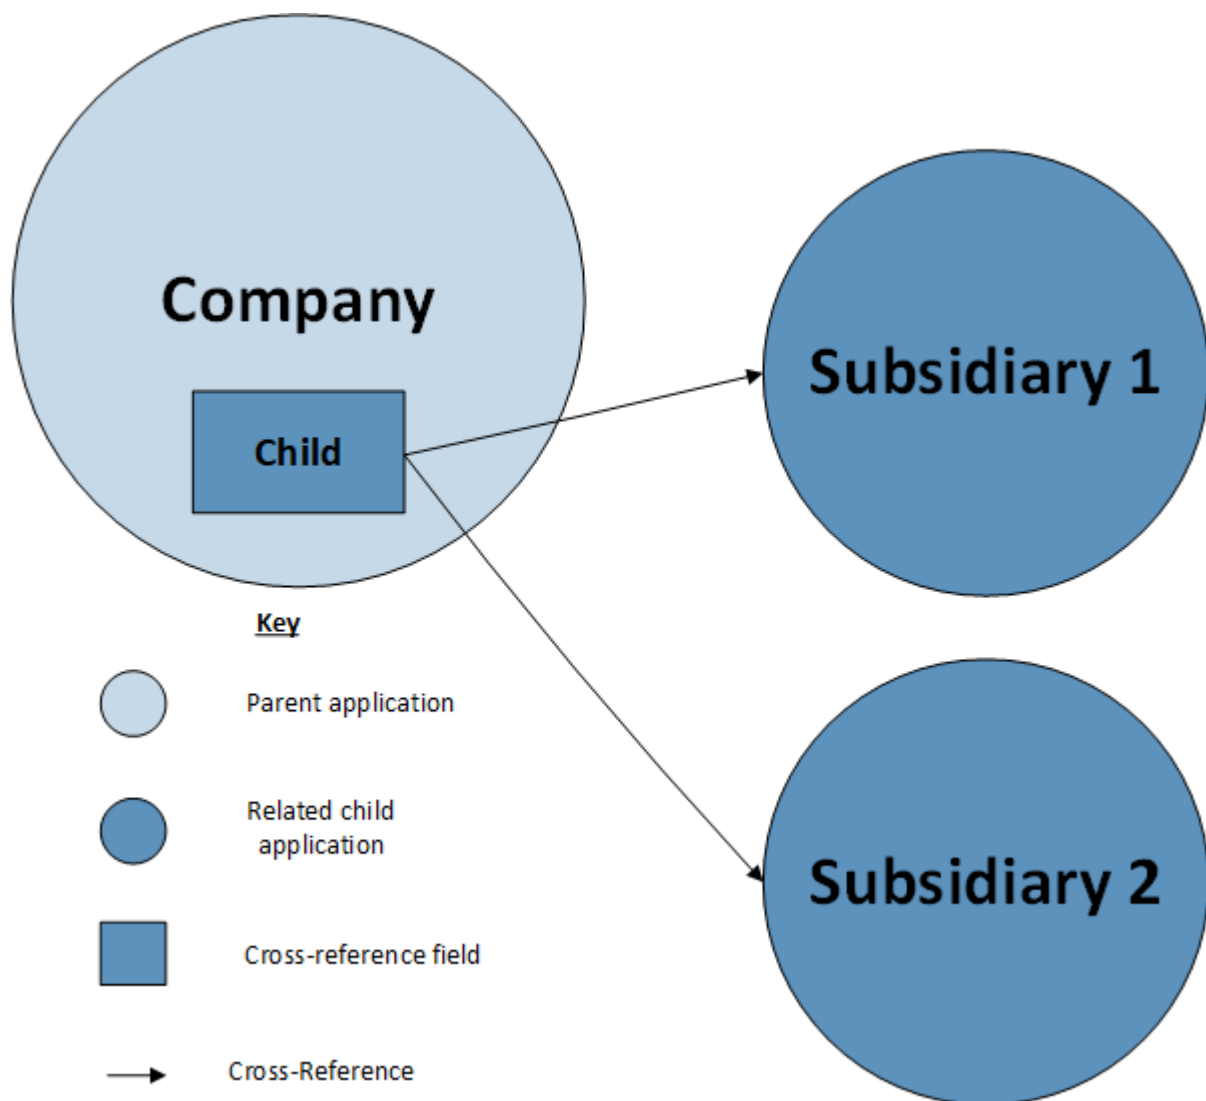 Company
Child
Subsidiary 1
Subsidiary 2
Key
Parent application
Related child
application
Cross-reference field
Cross-Reference